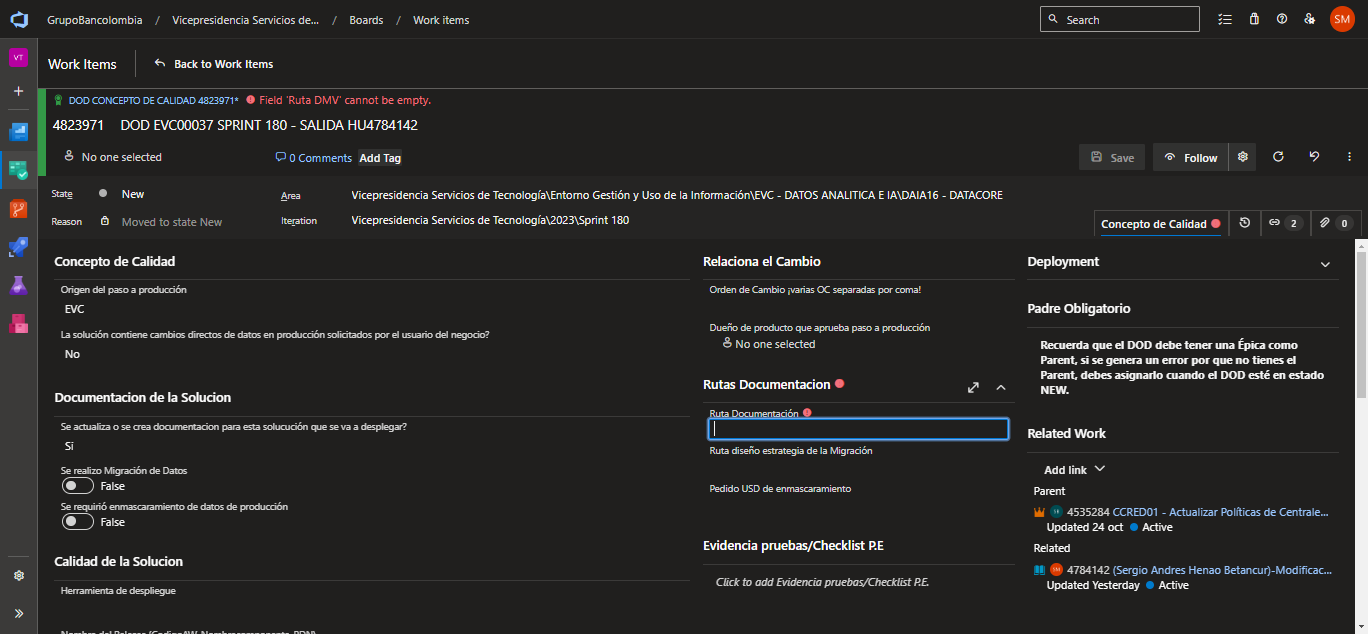 GrupoBancolombia / Vicepresidencia Servicios de... / Boards / Work items
Search
SM
VT
Work Items
Back to Work Items
DOD CONCEPTO DE CALIDAD 4823971* Field 'Ruta DMV' cannot be empty.
4823971 DOD EVC00037 SPRINT 180 - SALIDA HU4784142
No one selected
0 Comments
Add Tag
Save
Follow
State
New
Area
Vicepresidencia Servicios de Tecnología\Entorno Gestión y Uso de la Información\EVC - DATOS ANALITICA E IA\DAIA16 - DATACORE
Reason
Moved to state New
Iteration
Vicepresidencia Servicios de Tecnología\2023\Sprint 180
Concepto de Calidad
2
0
Concepto de Calidad
Origen del paso a producción
EVC
La solución contiene cambios directos de datos en producción solicitados por el usuario del negocio?
No
Documentacion de la Solucion
Se actualiza o se crea documentacion para esta solucución que se va a desplegar?
Si
Se realizo Migración de Datos
False
Se requirió enmascaramiento de datos de producción
False
Calidad de la Solucion
Herramienta de despliegue
Relaciona el Cambio
Orden de Cambio ¡varias OC separadas por coma!
Dueño de producto que aprueba paso a producción
No one selected
Rutas Documentacion
Ruta Documentación
Ruta diseño estrategia de la Migración
Pedido USD de enmascaramiento
Evidencia pruebas/Checklist P.E
Click to add Evidencia pruebas/Checklist P.E.
Deployment
Padre Obligatorio
Recuerda que el DOD debe tener una Épica como
Parent, si se genera un error por que no tienes el
Parent, debes asignarlo cuando el DOD esté en estado
NEW.
Related Work
Add link
Parent
4535284 CCRED01 - Actualizar Políticas de Centrale...
Updated 24 oct Active
Related
SM 4784142 (Sergio Andres Henao Betancur)-Modificac...
Updated Yesterday Active